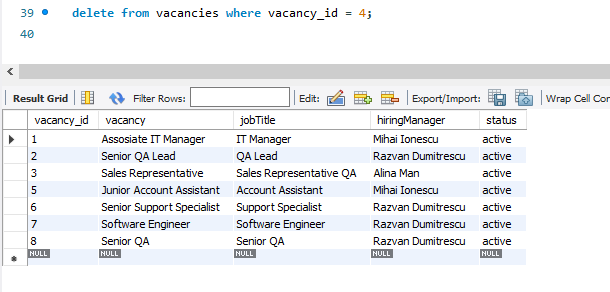 39 delete from vacancies where vacancy_id = 4;
40
Result Grid Filter Rows: Edit: Export/Import: Wrap Cell Con
vacancy_id vacancy jobTitle hiringManager status
1 Assosiate IT Manager IT Manager Mihai Ionescu active
2 Senior QA Lead QA Lead Razvan Dumitrescu active
3 Sales Representative Sales Representative QA Alina Man active
5 Junior Account Assistant Account Assistant Mihai Ionescu active
6 Senior Support Specialist Support Specialist Razvan Dumitrescu active
7 Software Engineer Software Engineer Razvan Dumitrescu active
8 Senior QA Senior QA Razvan Dumitrescu active
NULL NULL NULL NULL NULL